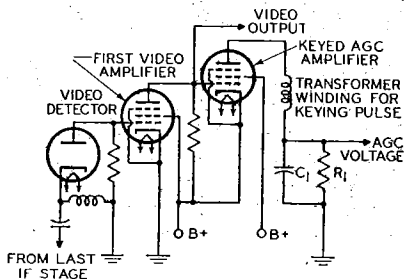 VIDEO
OUTPUT
FIRST VIDEO
AMPLIFIER
KEYED AGC
AMPLIFIER
VIDEO
DETECTOR
TRANSFORMER
WINDING FOR
KEYING PULSE
AGC
VOLTAGE
C1
R1
B+
B+
FROM LAST
IF STAGE